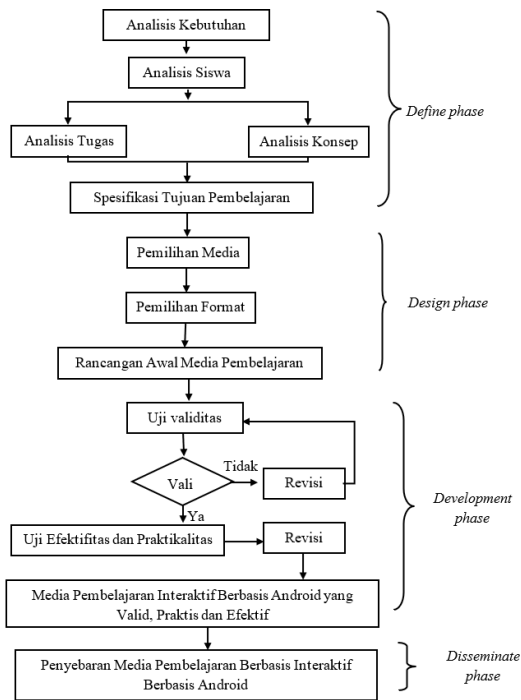 Analisis Kebutuhan
Analisis Siswa
Analisis Tugas
Analisis Konsep
Spesifikasi Tujuan Pembelajaran
Define phase
Pemilihan Media
Pemilihan Format
Rancangan Awal Media Pembelajaran
Design phase
Uji validitas
Vali
Tidak
Revisi
Ya
Uji Efektifitas dan Praktikalitas
Revisi
Media Pembelajaran Interaktif Berbasis Android yang
Valid, Praktis dan Efektif
Development
phase
Penyebaran Media Pembelajaran Berbasis Interaktif
Berbasis Android
Disseminate
phase